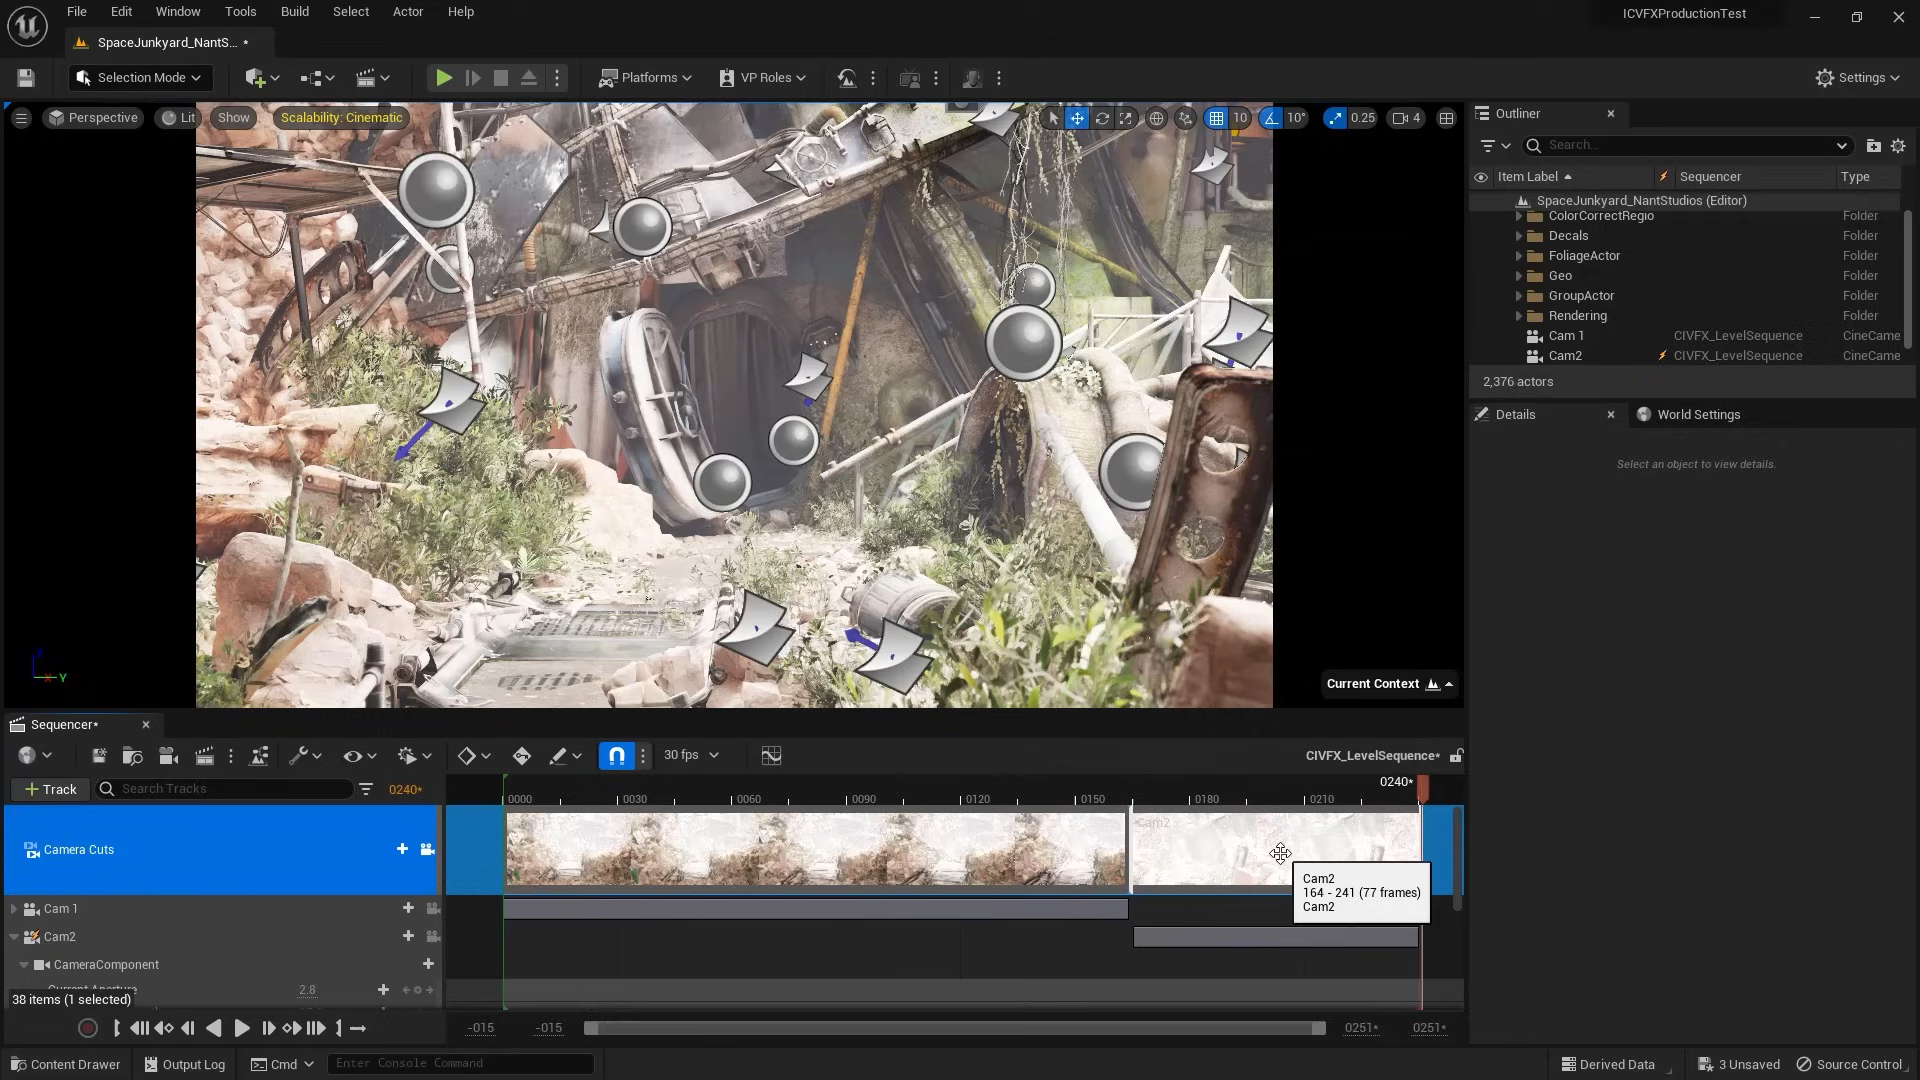 File Edit Window Tools Build Select Actor Help
ICVFXProductionTest
SpaceJunkyard_NantS... *
Selection Mode
Platforms
VP Roles
Settings
Perspective
Lit
Show
Scalability: Cinematic
10
10°
0.25
4
Outliner
Search...
Item Label
Sequencer
Type
SpaceJunkyard_NantStudios (Editor)
ColorCorrectRegio Folder
Decals Folder
FoliageActor Folder
Geo Folder
GroupActor Folder
Rendering Folder
Cam 1 CIVFX_LevelSequence CineCame
Cam2 CIVFX_LevelSequence CineCame
2,376 actors
Details
World Settings
Select an object to view details.
Y
Current Context
Sequencer*
30 fps
CIVFX_LevelSequence*
Track
Search Tracks
0240*
0240*
0000 0030 0060 0090 0120 0150 0180 0210
Camera Cuts
Cam2
Cam2
164 - 241 (77 frames)
Cam2
Cam 1
Cam2
CameraComponent
Current Aperture 2.8
38 items (1 selected)
-015 -015 0251* 0251*
Content Drawer
Output Log
Cmd
Enter Console Command
Derived Data
3 Unsaved
Source Control